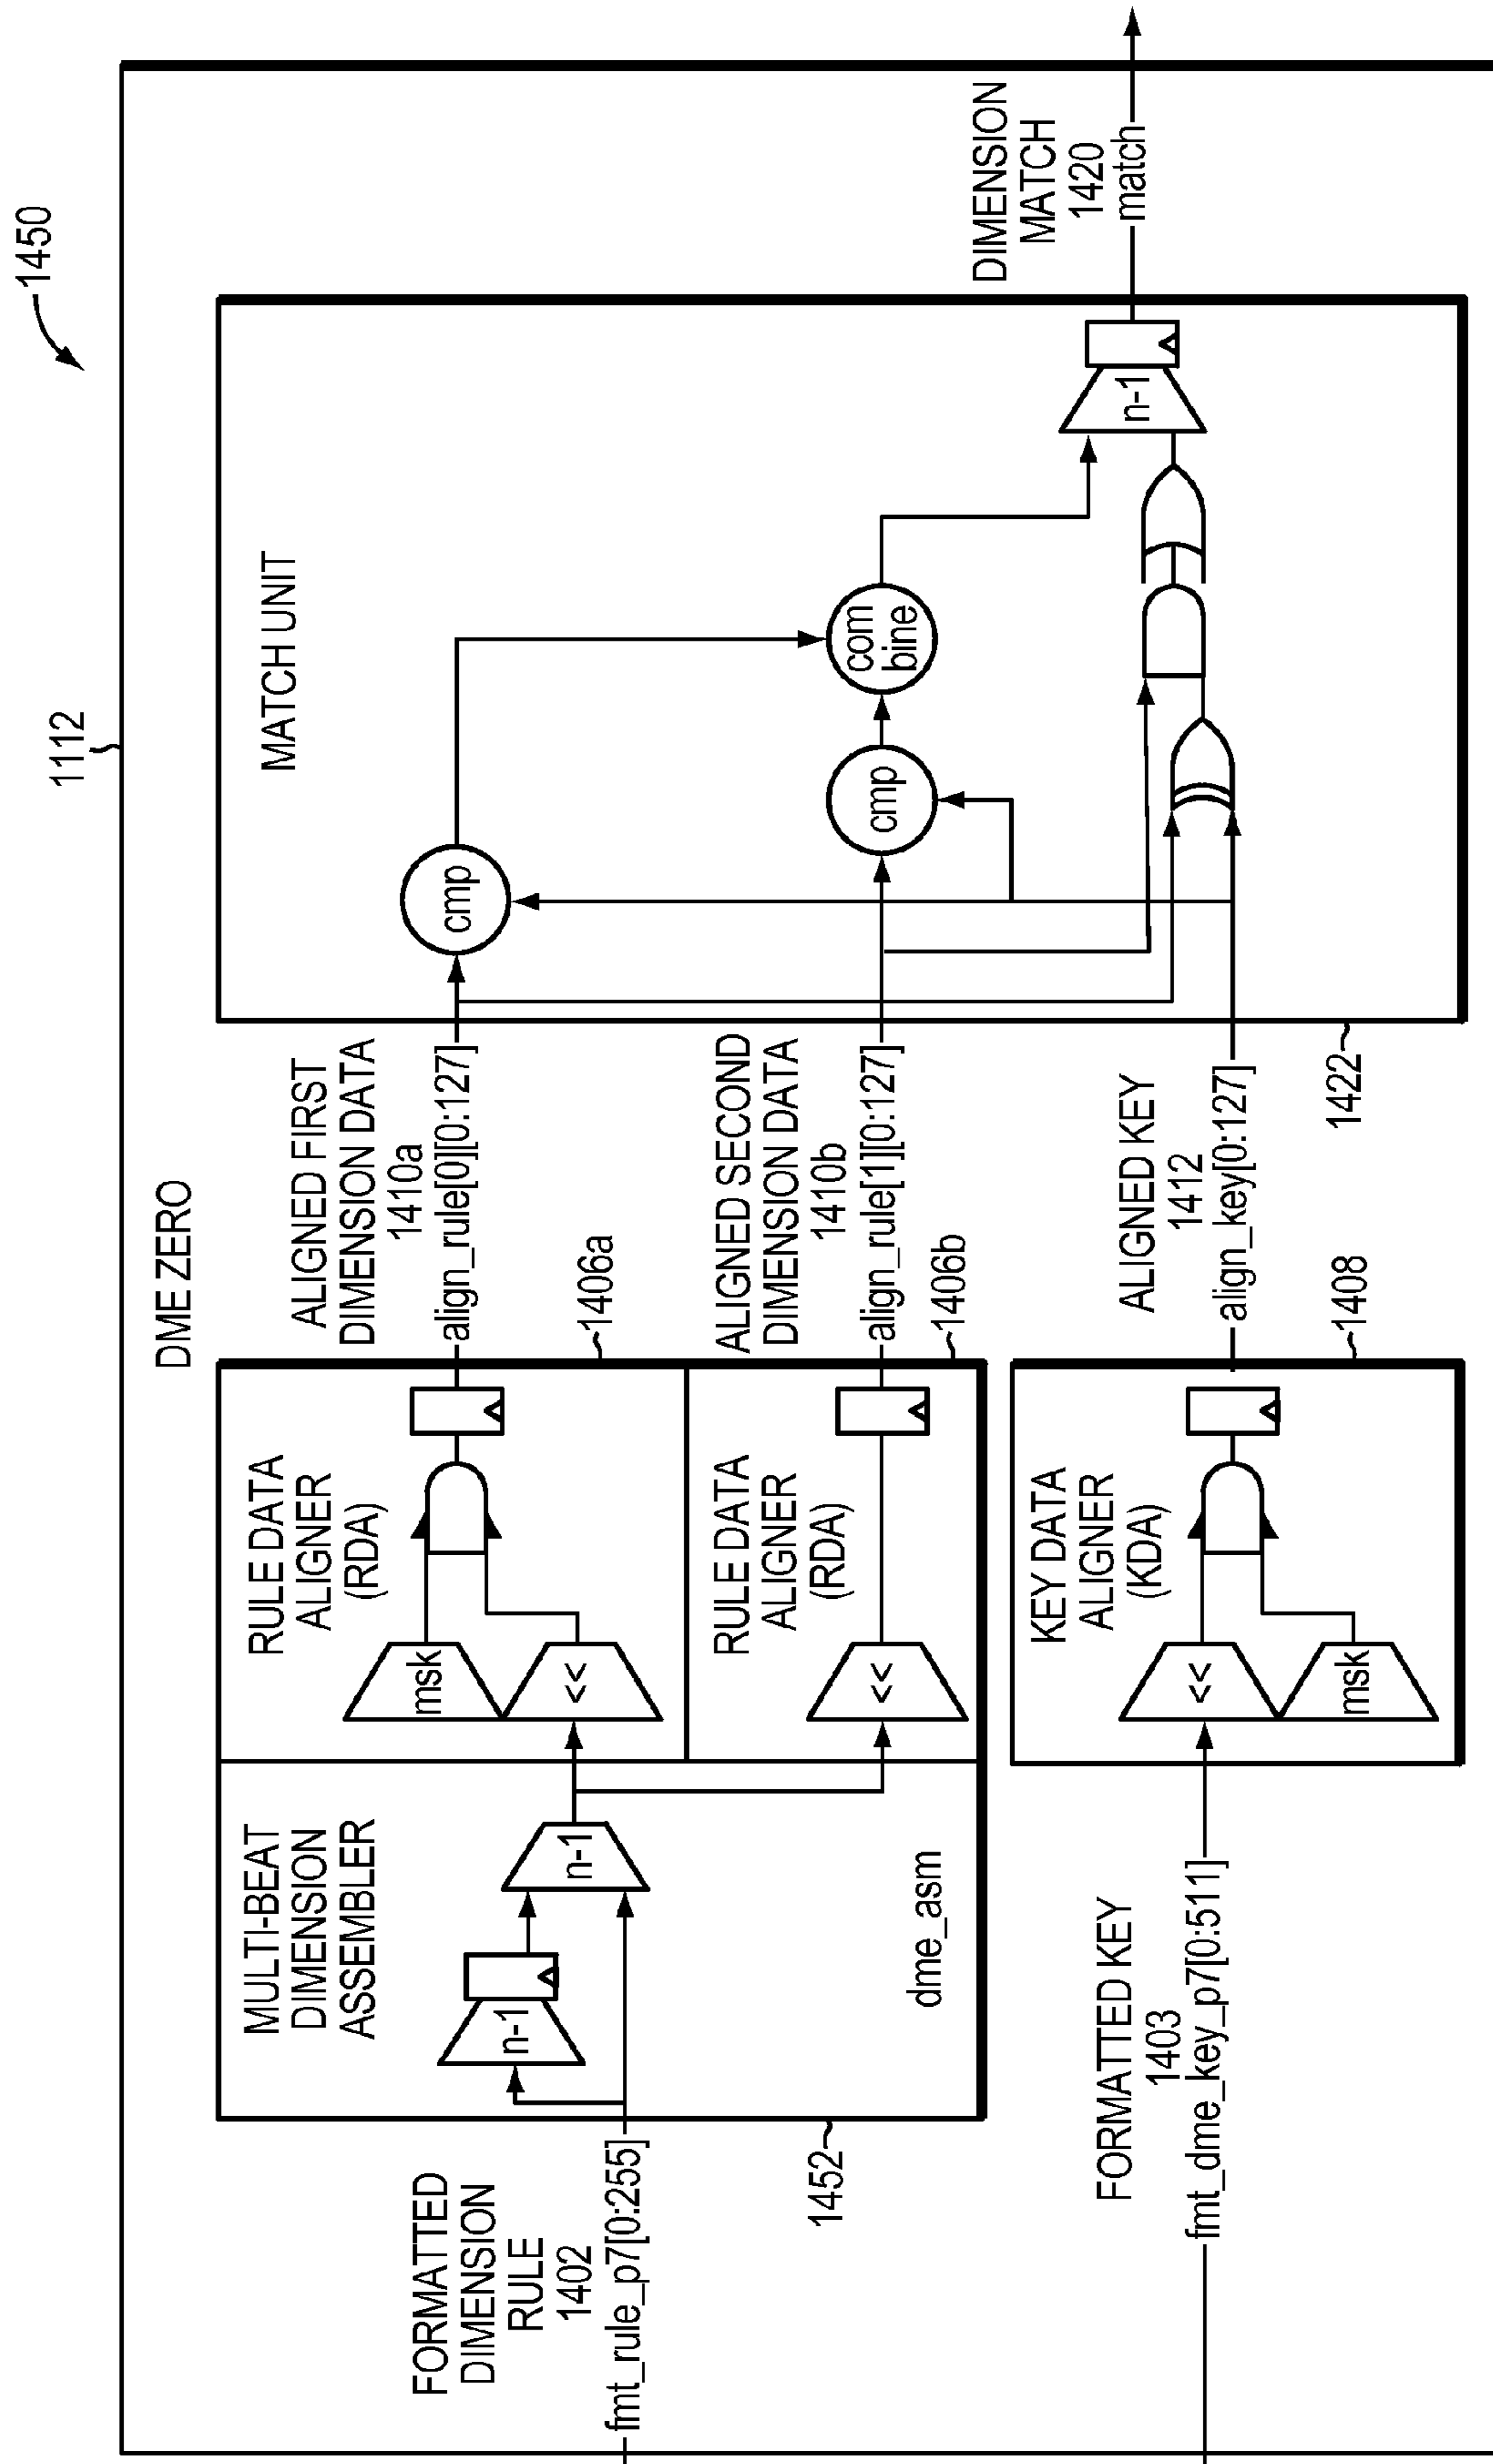 1450
1112
DME ZERO
FORMATTED
DIMENSION
RULE
1402
fmt_rule_p7[0:255]
MULTI-BEAT
DIMENSION
ASSEMBLER
n-1
n-1
dme_asm
1452
RULE DATA
ALIGNER
(RDA)
msk
<<
1406a
RULE DATA
ALIGNER
(RDA)
<<
1406b
FORMATTED KEY
1403
fmt_dme_key_p7[0:511]
KEY DATA
ALIGNER
(KDA)
<<
msk
1408
ALIGNED FIRST
DIMENSION DATA
1410a
align_rule[0][0:127]
ALIGNED SECOND
DIMENSION DATA
1410b
align_rule[1][0:127]
ALIGNED KEY
1412
align_key[0:127]
MATCH UNIT
cmp
cmp
com
bine
n-1
1422
DIMENSION
MATCH
1420
match